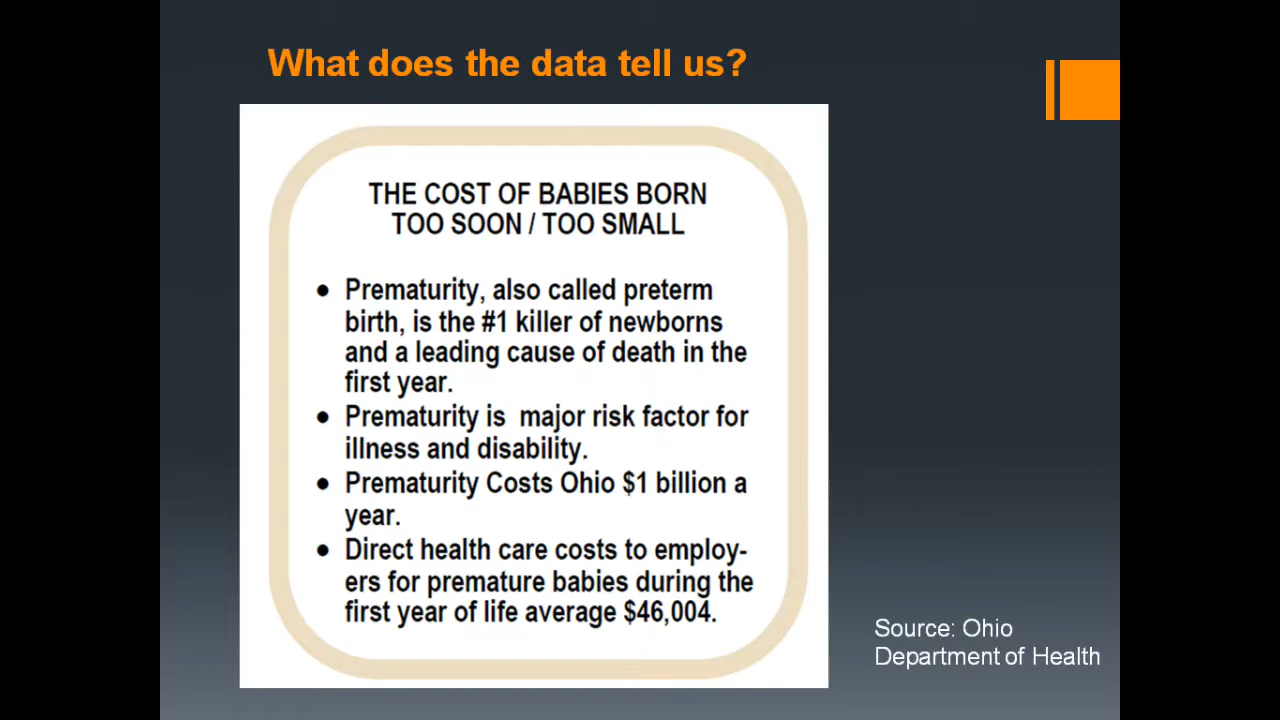 What does the data tell us?
THE COST OF BABIES BORN
TOO SOON / TOO SMALL
● Prematurity, also called preterm
birth, is the #1 killer of newborns
and a leading cause of death in the
first year.
● Prematurity is  major risk factor for
illness and disability.
● Prematurity Costs Ohio $1 billion a
year.
● Direct health care costs to employ-
ers for premature babies during the
first year of life average $46,004.
Source: Ohio
Department of Health